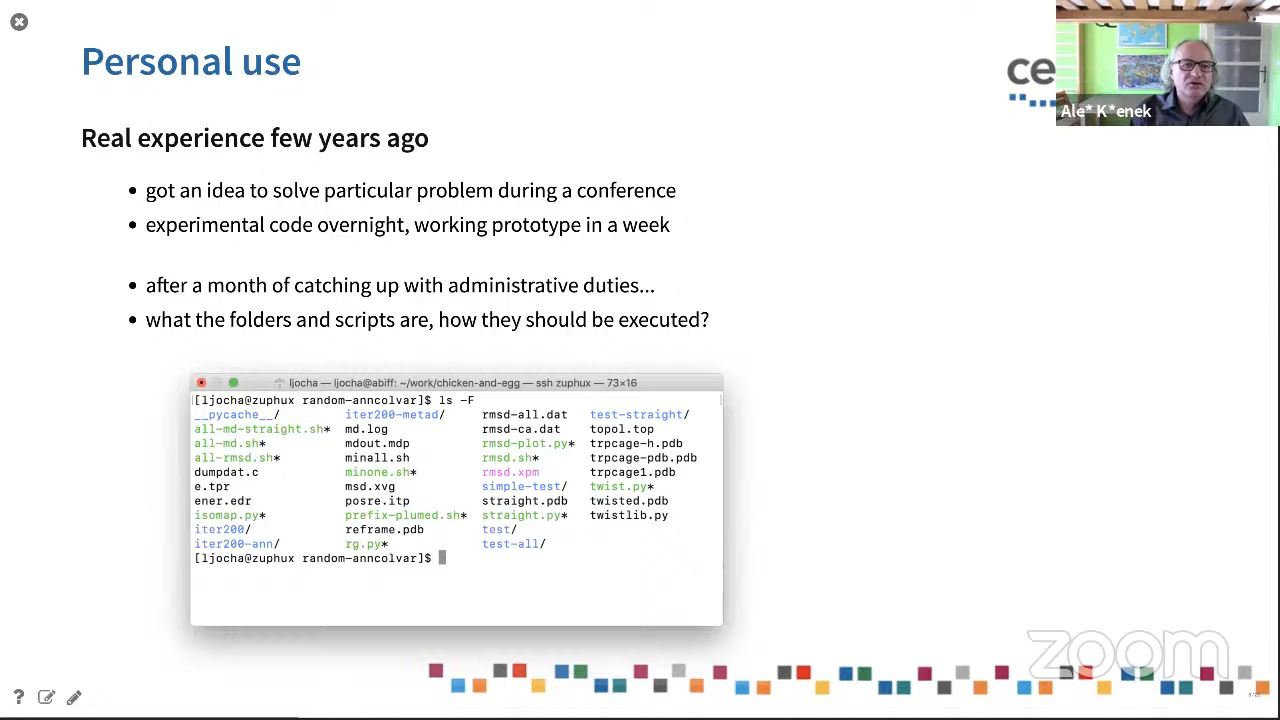 Personal use
ce
Ale* K*enek
Real experience few years ago
got an idea to solve particular problem during a conference
experimental code overnight, working prototype in a week
after a month of catching up with administrative duties...
what the folders and scripts are, how they should be executed?
ljocha — ljocha@abiff: ~/work/chicken-and-egg — ssh zuphux — 73×16
[ljocha@zuphux random-anncolvar]$ ls -F
__pycache__/ iter200-metad/ rmsd-all.dat test-straight/
all-md-straight.sh* md.log rmsd-ca.dat topol.top
all-md.sh* mdout.mdp rmsd-plot.py* trpcage-h.pdb
all-rmsd.sh* minall.sh rmsd.sh* trpcage-pdb.pdb
dumpdat.c minone.sh* rmsd.xpm trpcage1.pdb
e.tpr msd.xvg simple-test/ twist.py*
ener.edr posre.itp straight.pdb twisted.pdb
isomap.py* prefix-plumed.sh* straight.py* twistlib.py
iter200/ reframe.pdb test/
iter200-ann/ rg.py* test-all/
[ljocha@zuphux random-anncolvar]$
zoom
?